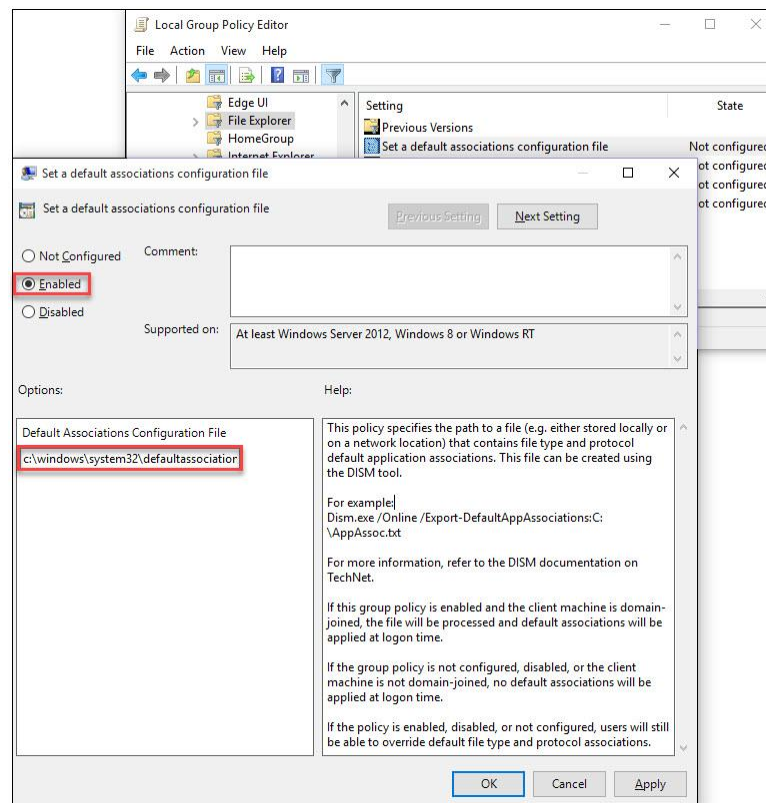 Local Group Policy Editor
File Action View Help
Edge UI
File Explorer
HomeGroup
Internet Explorer
Setting State
Previous Versions
Set a default associations configuration file Not configured
ot configured
ot configured
ot configured
Set a default associations configuration file
Set a default associations configuration file
Previous Setting Next Setting
Not Configured
Comment:
Enabled
Disabled
Supported on:
At least Windows Server 2012, Windows 8 or Windows RT
Options:
Help:
Default Associations Configuration File
c:\windows\system32\defaultassociation
This policy specifies the path to a file (e.g. either stored locally or
on a network location) that contains file type and protocol
default application associations. This file can be created using
the DISM tool.
For example:
Dism.exe /Online /Export-DefaultAppAssociations:C:
\AppAssoc.txt
For more information, refer to the DISM documentation on
TechNet.
If this group policy is enabled and the client machine is domain-
joined, the file will be processed and default associations will be
applied at logon time.
If the group policy is not configured, disabled, or the client
machine is not domain-joined, no default associations will be
applied at logon time.
If the policy is enabled, disabled, or not configured, users will still
be able to override default file type and protocol associations.
OK Cancel Apply